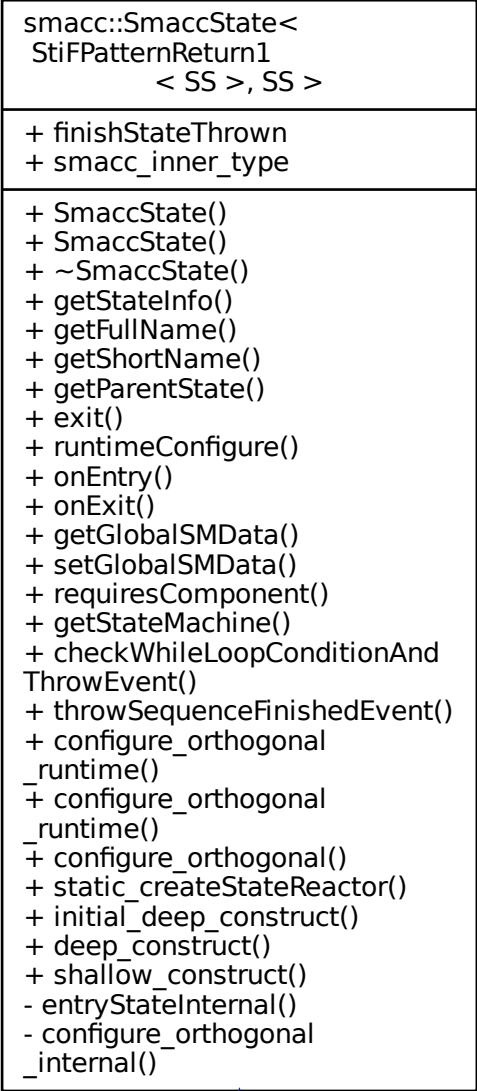 smacc::SmaccState<
StiFPatternReturn1
< SS >, SS >
+ finishStateThrown
+ smacc_inner_type
+ SmaccState()
+ SmaccState()
+ ~SmaccState()
+ getStateInfo()
+ getFullName()
+ getShortName()
+ getParentState()
+ exit()
+ runtimeConfigure()
+ onEntry()
+ onExit()
+ getGlobalSMData()
+ setGlobalSMData()
+ requiresComponent()
+ getStateMachine()
+ checkWhileLoopConditionAnd
ThrowEvent()
+ throwSequenceFinishedEvent()
+ configure_orthogonal
_runtime()
+ configure_orthogonal
_runtime()
+ configure_orthogonal()
+ static_createStateReactor()
+ initial_deep_construct()
+ deep_construct()
+ shallow_construct()
- entryStateInternal()
- configure_orthogonal
_internal()